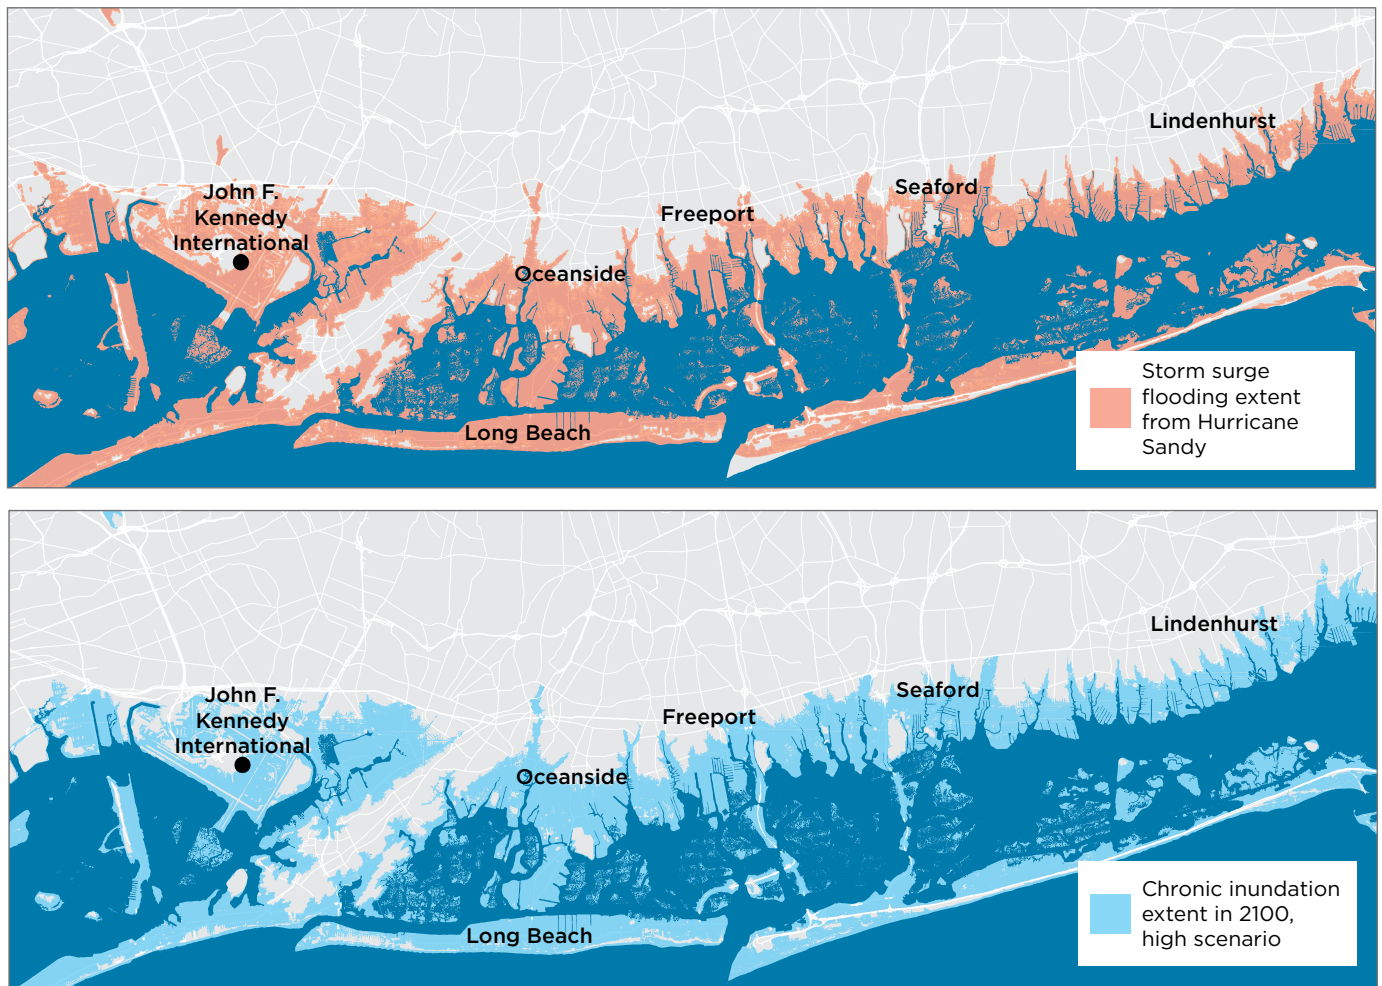 Lindenhurst
John F.
Kennedy
International
Seaford
Freeport
Oceanside
Long Beach
Storm surge
flooding extent
from Hurricane
Sandy
Lindenhurst
John F.
Kennedy
International
Seaford
Freeport
Oceanside
Long Beach
Chronic inundation
extent in 2100,
high scenario